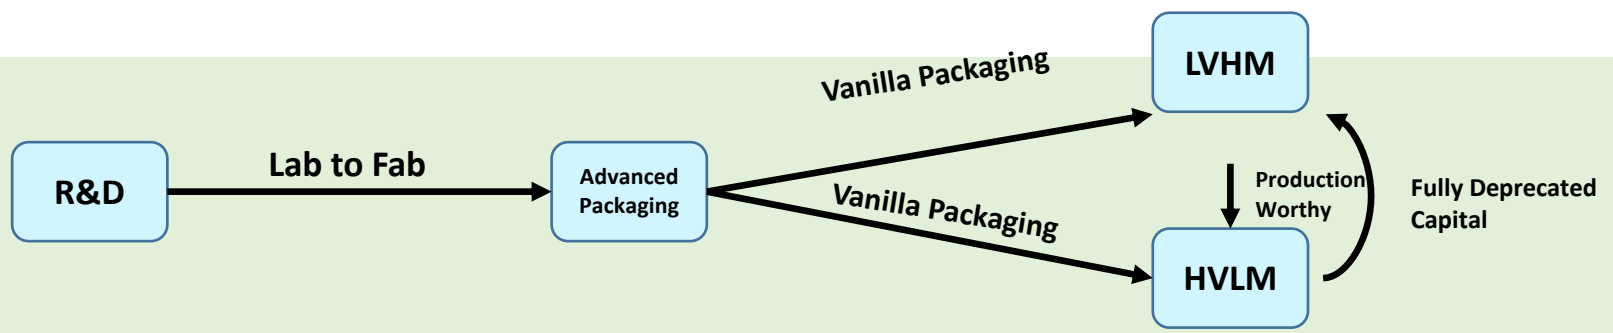 R&D
Lab to Fab
Advanced
Packaging
Vanilla Packaging
Vanilla Packaging
LVHM
Production
Worthy
HVLM
Fully Deprecated
Capital